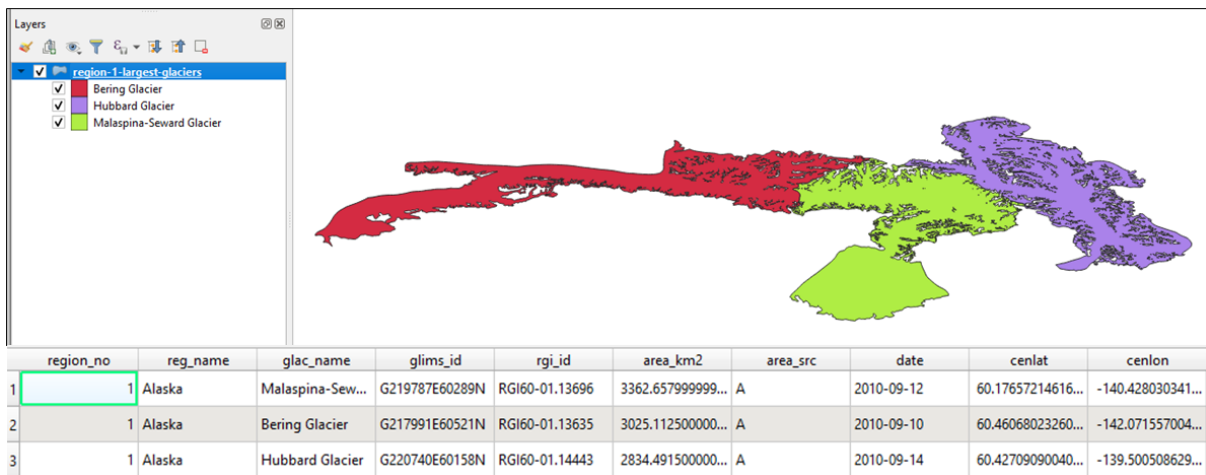 Layers
region-1-largest-glaciers
Bering Glacier
Hubbard Glacier
Malaspina-Seward Glacier
region_no reg_name glac_name glims_id rgi_id area_km2 area_src date cenlat cenlon
1 1 Alaska Malaspina-Sew... G219787E60289N RGI60-01.13696 3362.657999999... A 2010-09-12 60.17657214616... -140.428030341...
2 1 Alaska Bering Glacier G217991E60521N RGI60-01.13635 3025.112500000... A 2010-09-10 60.46068023260... -142.071557004...
3 1 Alaska Hubbard Glacier G220740E60158N RGI60-01.14443 2834.491500000... A 2010-09-14 60.42709090040... -139.500508629...